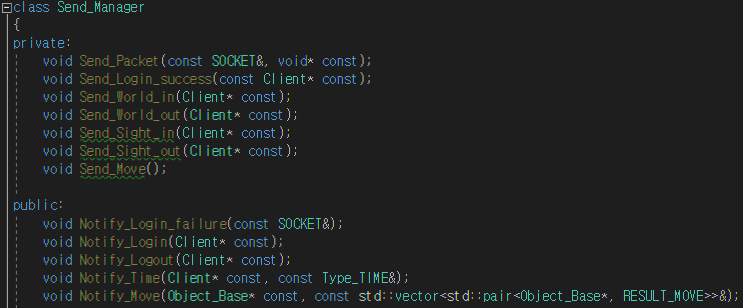 class Send_Manager
{
private:
void Send_Packet(const SOCKET&, void* const);
void Send_Login_success(const Client* const);
void Send_World_in(Client* const);
void Send_World_out(Client* const);
void Send_Sight_in(Client* const);
void Send_Sight_out(Client* const);
void Send_Move();
public:
void Notify_Login_failure(const SOCKET&);
void Notify_Login(Client* const);
void Notify_Logout(Client* const);
void Notify_Time(Client* const, const Type_TIME&);
void Notify_Move(Object_Base* const, const std::vector<std::pair<Object_Base*, RESULT_MOVE>>&);